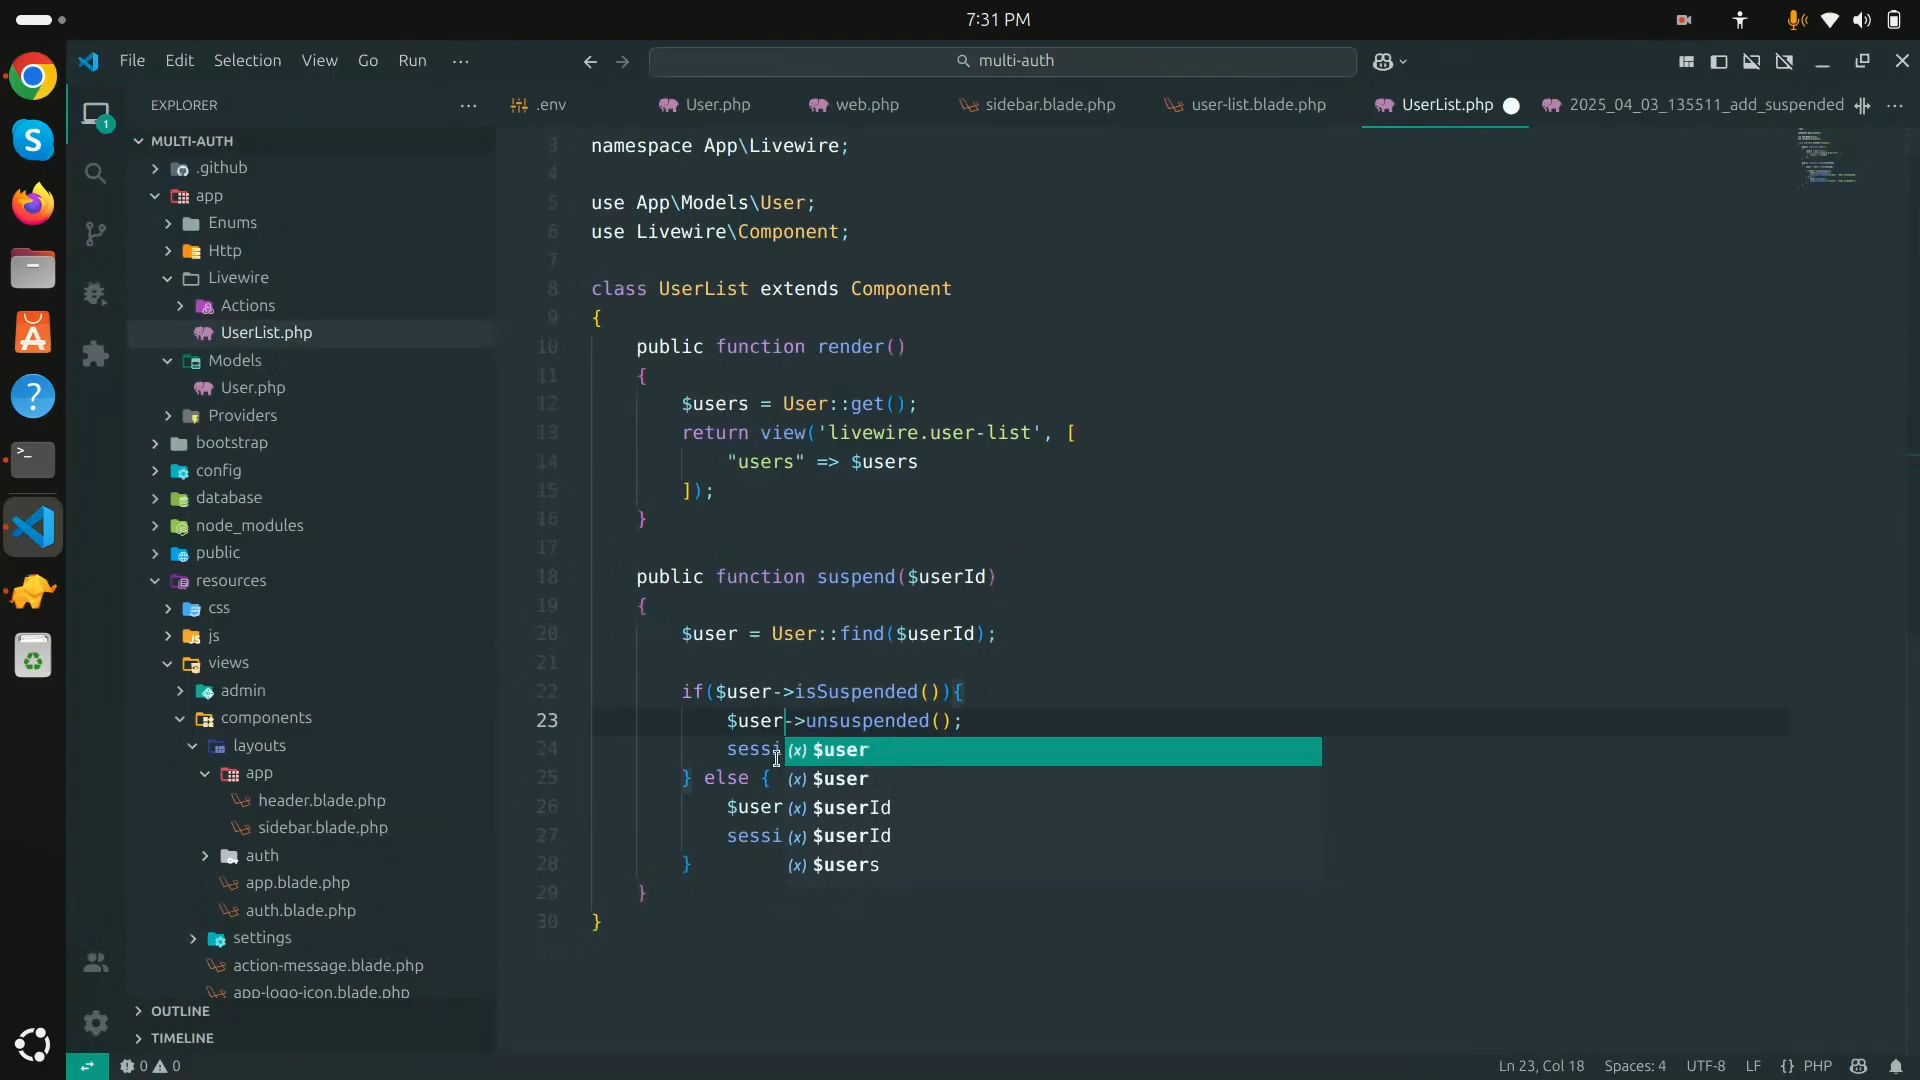 7:31 PM
File Edit Selection View Go Run ···
multi-auth
EXPLORER
.env User.php web.php sidebar.blade.php user-list.blade.php UserList.php 2025_04_03_135511_add_suspended
1
MULTI-AUTH
.github
app
Enums
Http
Livewire
Actions
UserList.php
Models
User.php
Providers
bootstrap
config
database
node_modules
public
resources
css
js
views
admin
components
layouts
app
header.blade.php
sidebar.blade.php
auth
app.blade.php
auth.blade.php
settings
action-message.blade.php
app-logo-icon.blade.php
OUTLINE
TIMELINE
3 namespace App\Livewire;
4
5 use App\Models\User;
6 use Livewire\Component;
7
8 class UserList extends Component
9 {
10 public function render()
11 {
12 $users = User::get();
13 return view('livewire.user-list', [
14 "users" => $users
15 ]);
16 }
17
18 public function suspend($userId)
19 {
20 $user = User::find($userId);
21
22 if($user->isSuspended()){
23 $user->unsuspended();
24 sessi
25 } else {
26 $user
27 sessi
28 }
29 }
30 }
(x) $user
(x) $user
(x) $userId
(x) $userId
(x) $users
0 0
Ln 23, Col 18 Spaces: 4 UTF-8 LF {} PHP